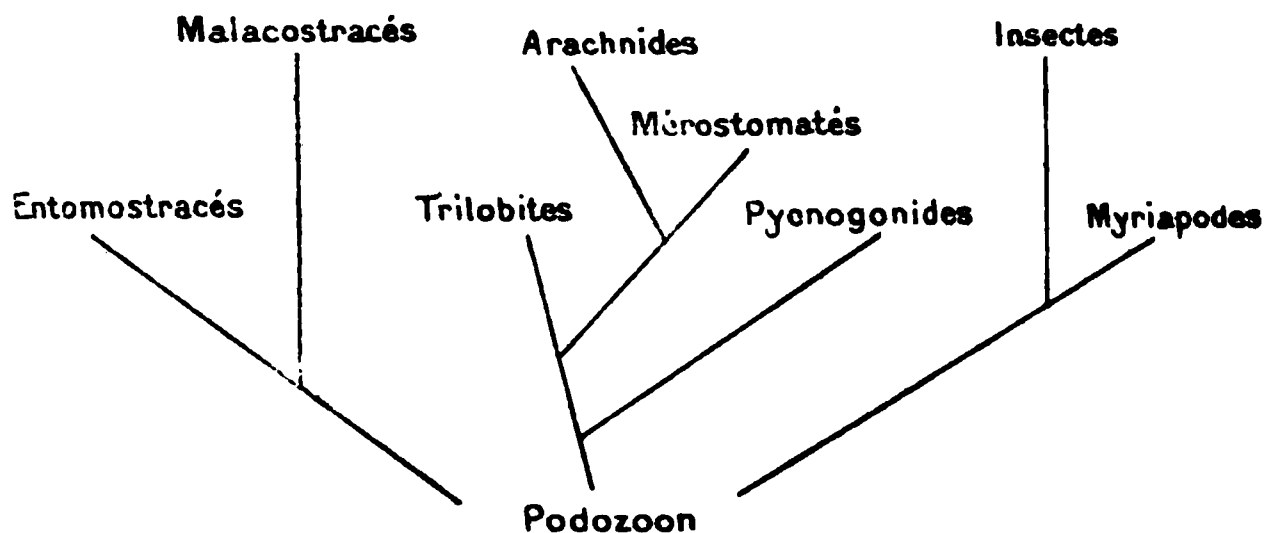 Malacostracés
Arachnides
Insectes
Mérostomatés
Entomostracés
Trilobites
Pycnogonides
Myriapodes
Podozoon